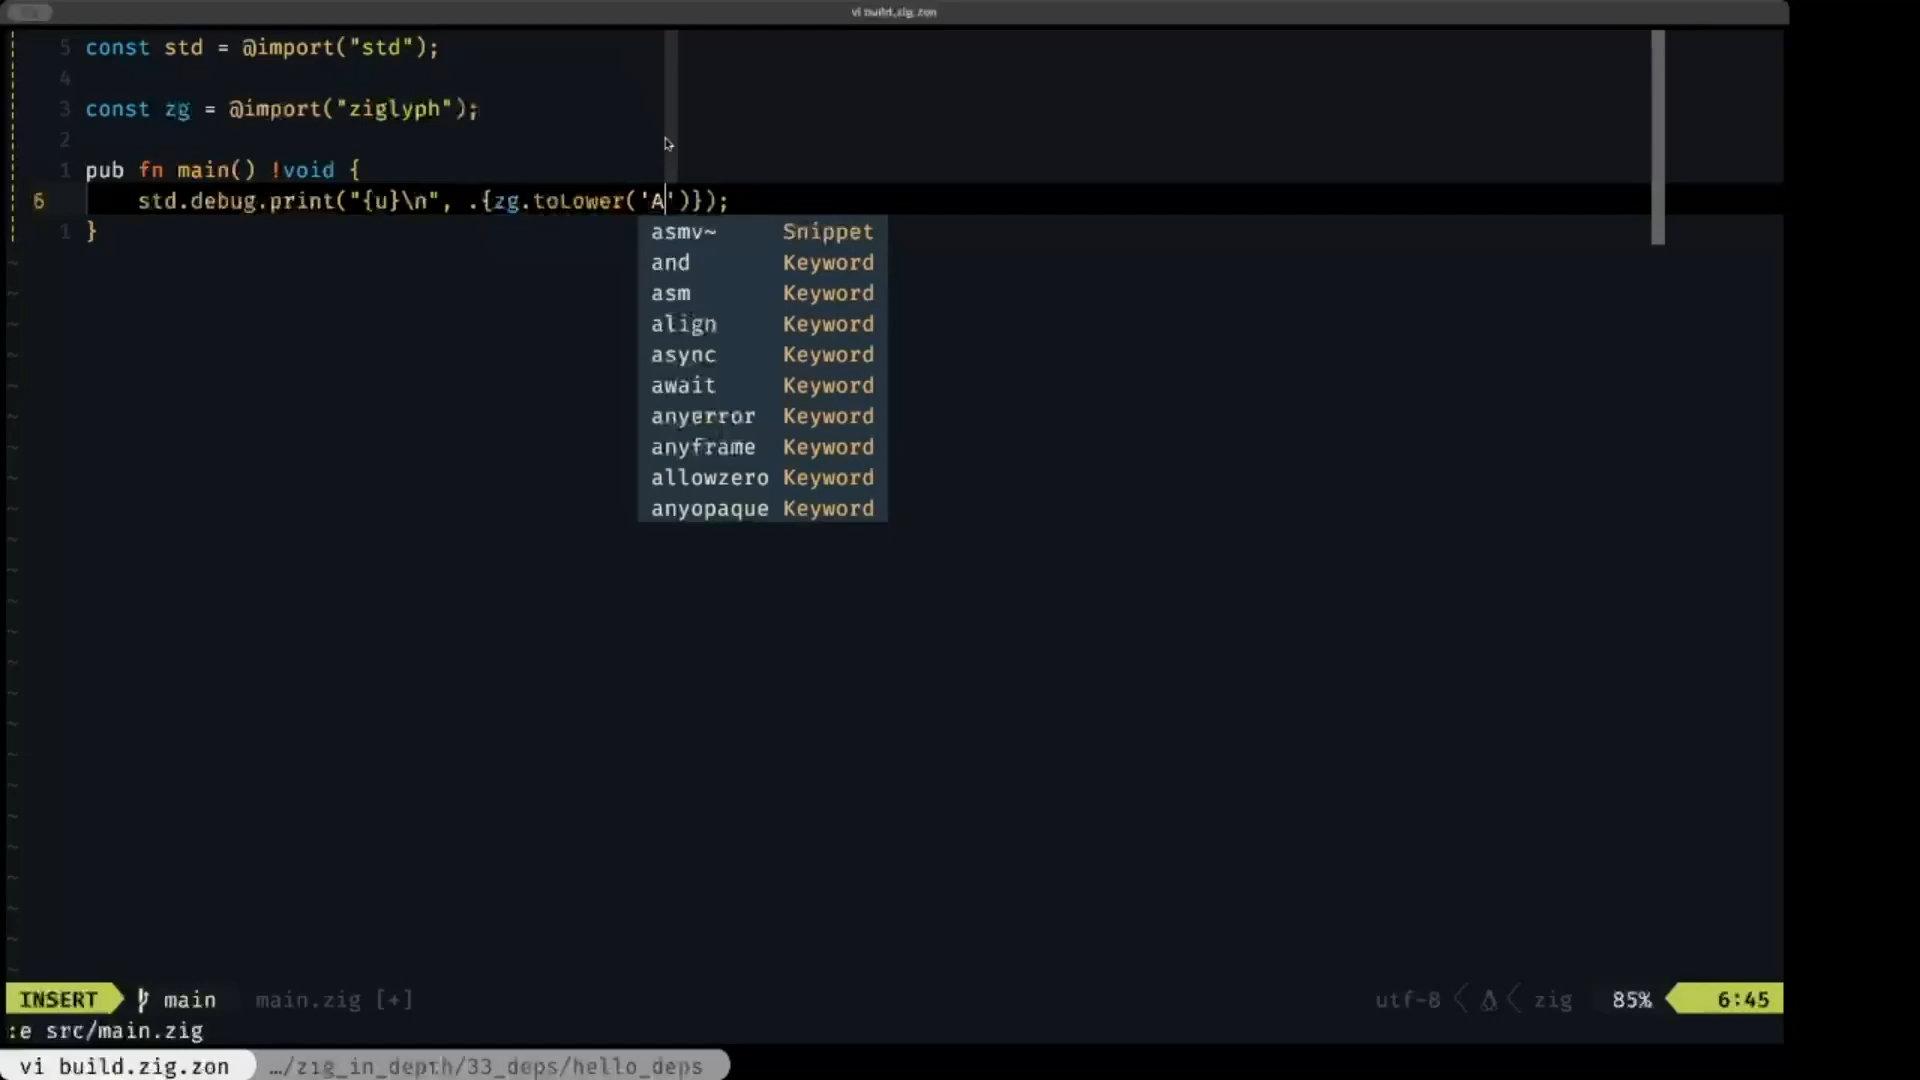 vi build.zig.zon
5 const std = @import("std");
4
3 const zg = @import("ziglyph");
2
1 pub fn main() !void {
6 std.debug.print("{u}\n", .{zg.toLower('A')});
1 }
asmv~ Snippet
and Keyword
asm Keyword
align Keyword
async Keyword
await Keyword
anyerror Keyword
anyframe Keyword
allowzero Keyword
anyopaque Keyword
INSERT main main.zig [+] utf-8 zig 85% 6:45
:e src/main.zig
vi build.zig.zon …/zig_in_depth/33_deps/hello_deps